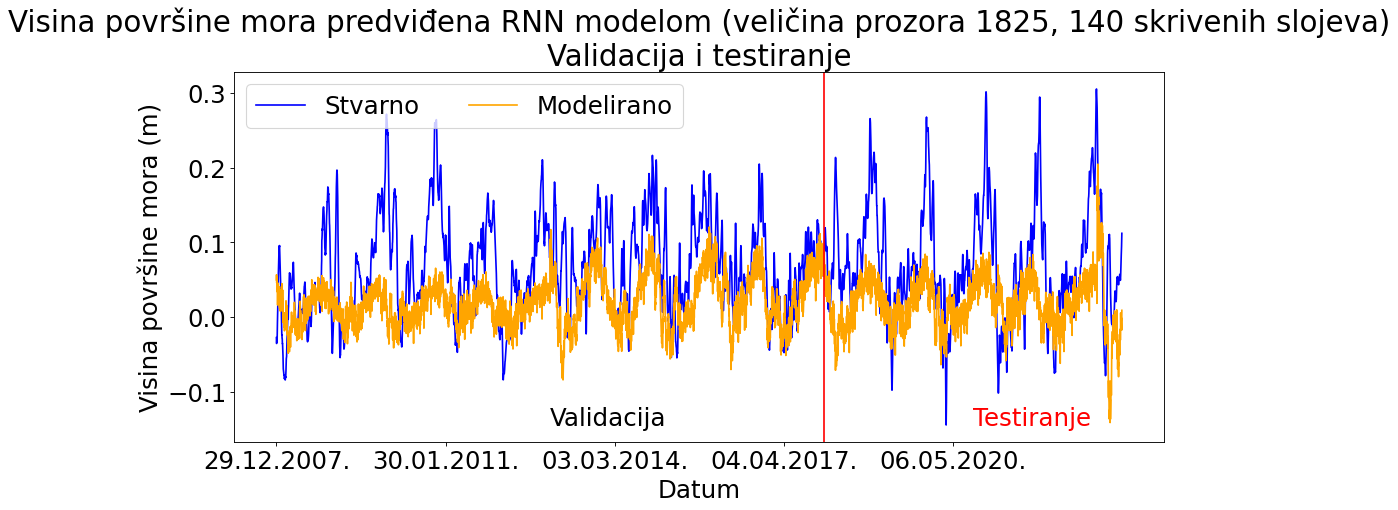 Visina površine mora predviđena RNN modelom (veličina prozora 1825, 140 skrivenih slojeva)
Validacija i testiranje
Stvarno
Modelirano
Visina površine mora (m)
0.3
0.2
0.1
0.0
−0.1
Validacija
Testiranje
29.12.2007.
30.01.2011.
03.03.2014.
04.04.2017.
06.05.2020.
Datum